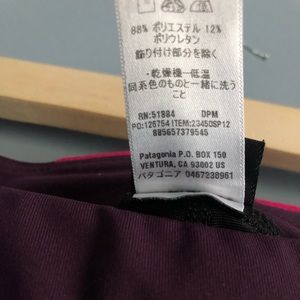 88% ポリエステル 12%
ポリウレタン
飾り付け部分を除く
・乾燥機ー低温
同系色のものと一緒に洗う
こと
RN:51884 DPM
PO:126754 ITEM:23450SP12
885657379545
Patagonia P.O. BOX 150
VENTURA, CA 93002 US
パタゴニア 0467238961